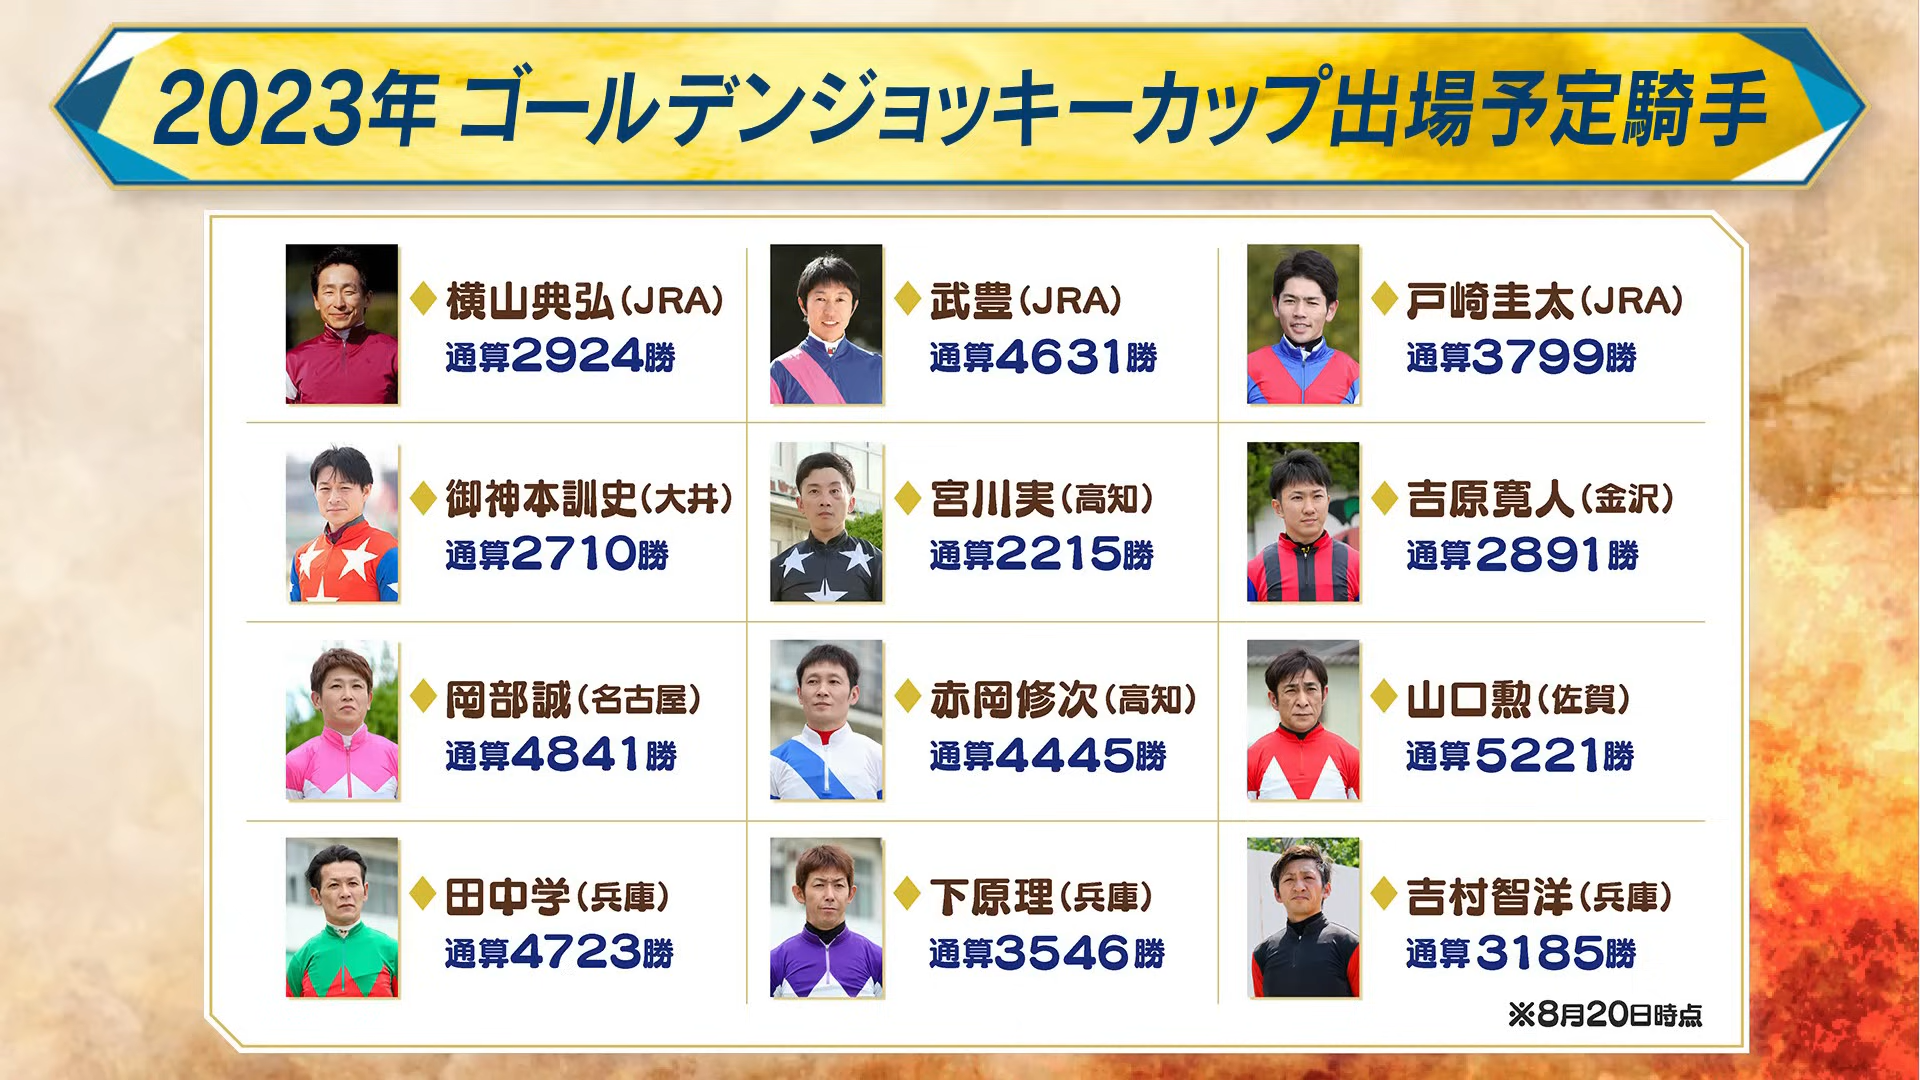 2023年 ゴールデンジョッキーカップ出場予定騎手
◆横山典弘(JRA)
通算2924勝
◆武豊(JRA)
通算4631勝
◆戸崎圭太(JRA)
通算3799勝
◆御神本訓史(大井)
通算2710勝
◆宮川実(高知)
通算2215勝
◆吉原寛人(金沢)
通算2891勝
◆岡部誠(名古屋)
通算4841勝
◆赤岡修次(高知)
通算4445勝
◆山口勲(佐賀)
通算5221勝
◆田中学(兵庫)
通算4723勝
◆下原理(兵庫)
通算3546勝
◆吉村智洋(兵庫)
通算3185勝
※8月20日時点